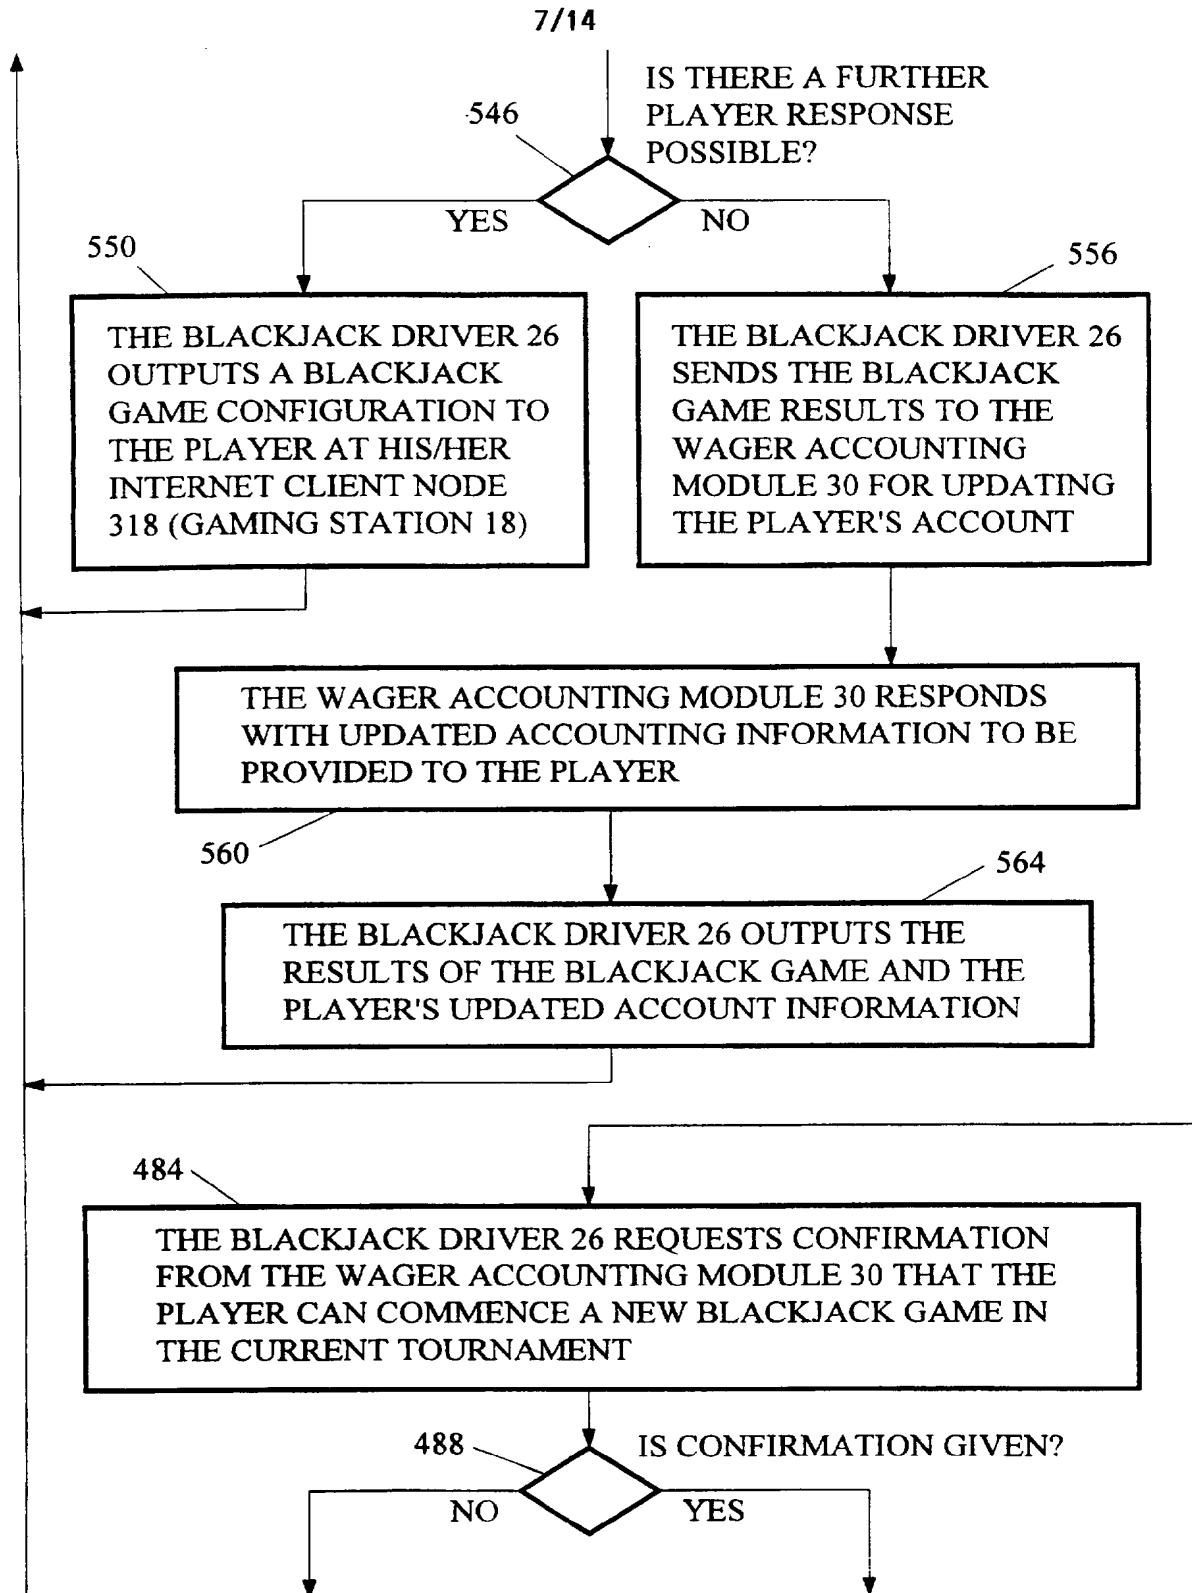 7/14
IS THERE A FURTHER
PLAYER RESPONSE
POSSIBLE?
546
YES
NO
550
556
THE BLACKJACK DRIVER 26
OUTPUTS A BLACKJACK
GAME CONFIGURATION TO
THE PLAYER AT HIS/HER
INTERNET CLIENT NODE
318 (GAMING STATION 18)
THE BLACKJACK DRIVER 26
SENDS THE BLACKJACK
GAME RESULTS TO THE
WAGER ACCOUNTING
MODULE 30 FOR UPDATING
THE PLAYER'S ACCOUNT
THE WAGER ACCOUNTING MODULE 30 RESPONDS
WITH UPDATED ACCOUNTING INFORMATION TO BE
PROVIDED TO THE PLAYER
560
564
THE BLACKJACK DRIVER 26 OUTPUTS THE
RESULTS OF THE BLACKJACK GAME AND THE
PLAYER'S UPDATED ACCOUNT INFORMATION
484
THE BLACKJACK DRIVER 26 REQUESTS CONFIRMATION
FROM THE WAGER ACCOUNTING MODULE 30 THAT THE
PLAYER CAN COMMENCE A NEW BLACKJACK GAME IN
THE CURRENT TOURNAMENT
488
IS CONFIRMATION GIVEN?
NO
YES